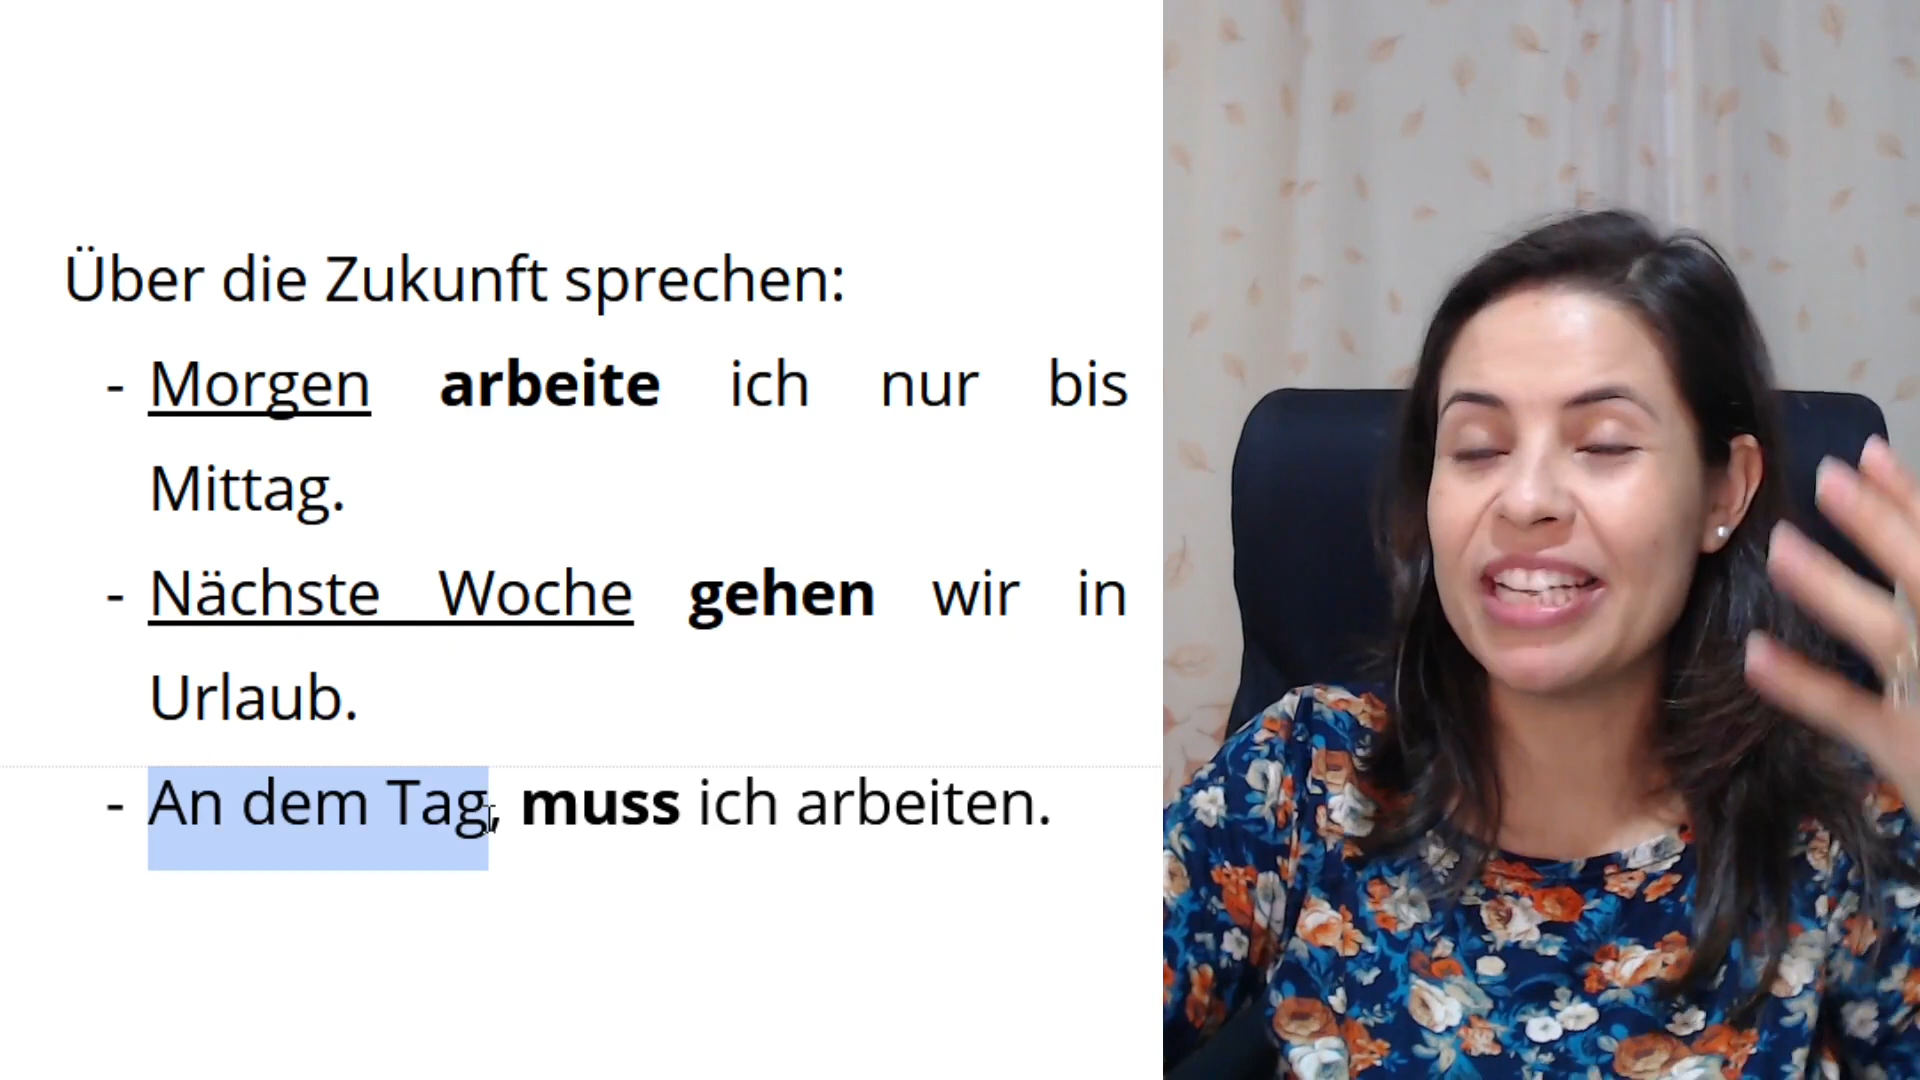 Über die Zukunft sprechen:
- Morgen arbeite ich nur bis
Mittag.
- Nächste Woche gehen wir in
Urlaub.
- An dem Tag, muss ich arbeiten.